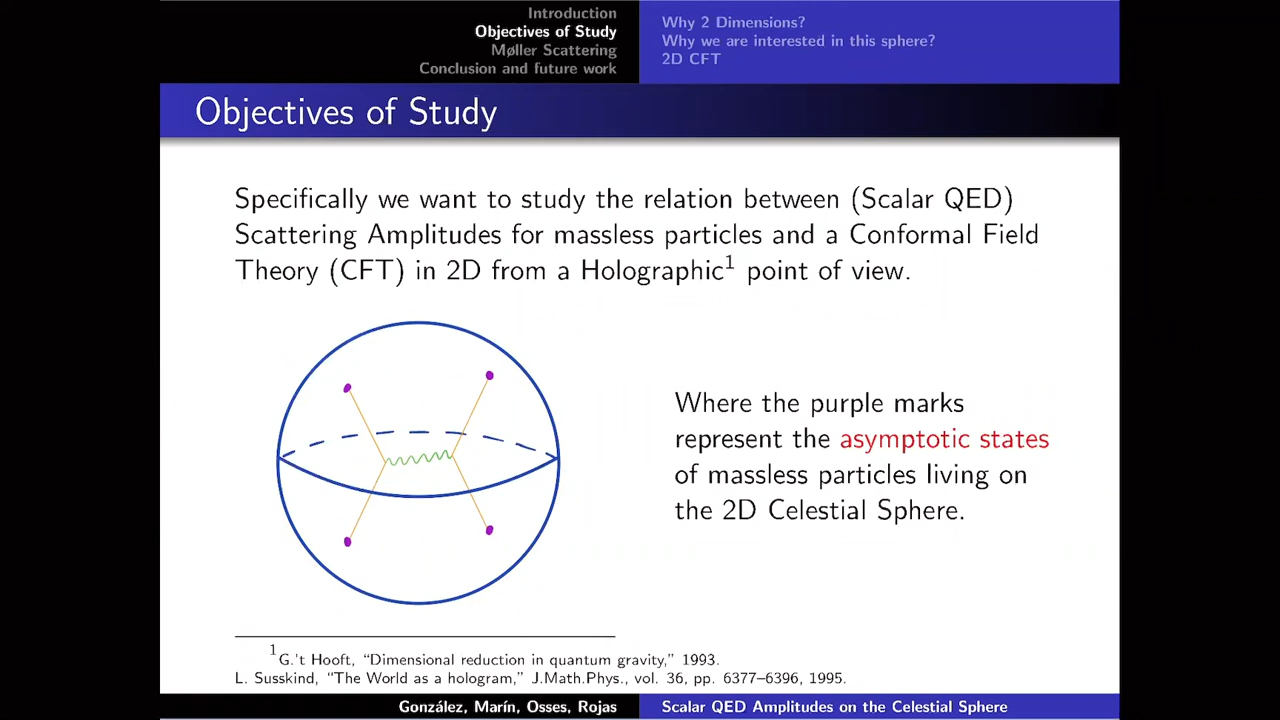 Introduction
Objectives of Study
Møller Scattering
Conclusion and future work
Why 2 Dimensions?
Why we are interested in this sphere?
2D CFT
Objectives of Study
Specifically we want to study the relation between (Scalar QED)
Scattering Amplitudes for massless particles and a Conformal Field
Theory (CFT) in 2D from a Holographic¹ point of view.
Where the purple marks
represent the asymptotic states
of massless particles living on
the 2D Celestial Sphere.
¹G.'t Hooft, “Dimensional reduction in quantum gravity,” 1993.
L. Susskind, “The World as a hologram,” J.Math.Phys., vol. 36, pp. 6377–6396, 1995.
González, Marín, Osses, Rojas
Scalar QED Amplitudes on the Celestial Sphere